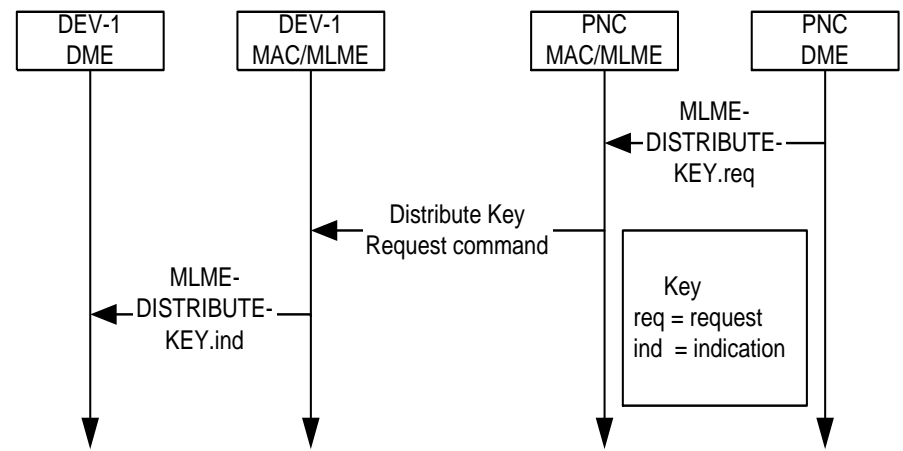 DEV-1
DME
DEV-1
MAC/MLME
PNC
MAC/MLME
PNC
DME
MLME-
DISTRIBUTE-
KEY.req
Distribute Key
Request command
MLME-
DISTRIBUTE-
KEY.ind
Key
req = request
ind = indication